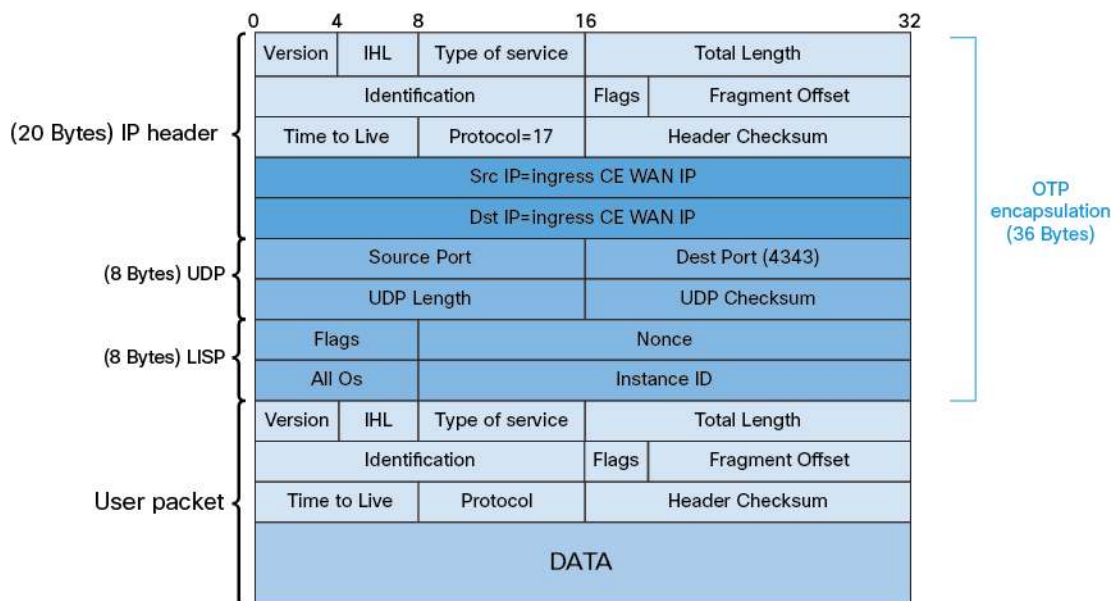 0 4 8 16 32
Version IHL Type of service Total Length
Identification Flags Fragment Offset
(20 Bytes) IP header
Time to Live Protocol=17 Header Checksum
Src IP=ingress CE WAN IP
Dst IP=ingress CE WAN IP
OTP
encapsulation
(36 Bytes)
(8 Bytes) UDP
Source Port Dest Port (4343)
UDP Length UDP Checksum
(8 Bytes) LISP
Flags Nonce
All Os Instance ID
Version IHL Type of service Total Length
Identification Flags Fragment Offset
User packet
Time to Live Protocol Header Checksum
DATA